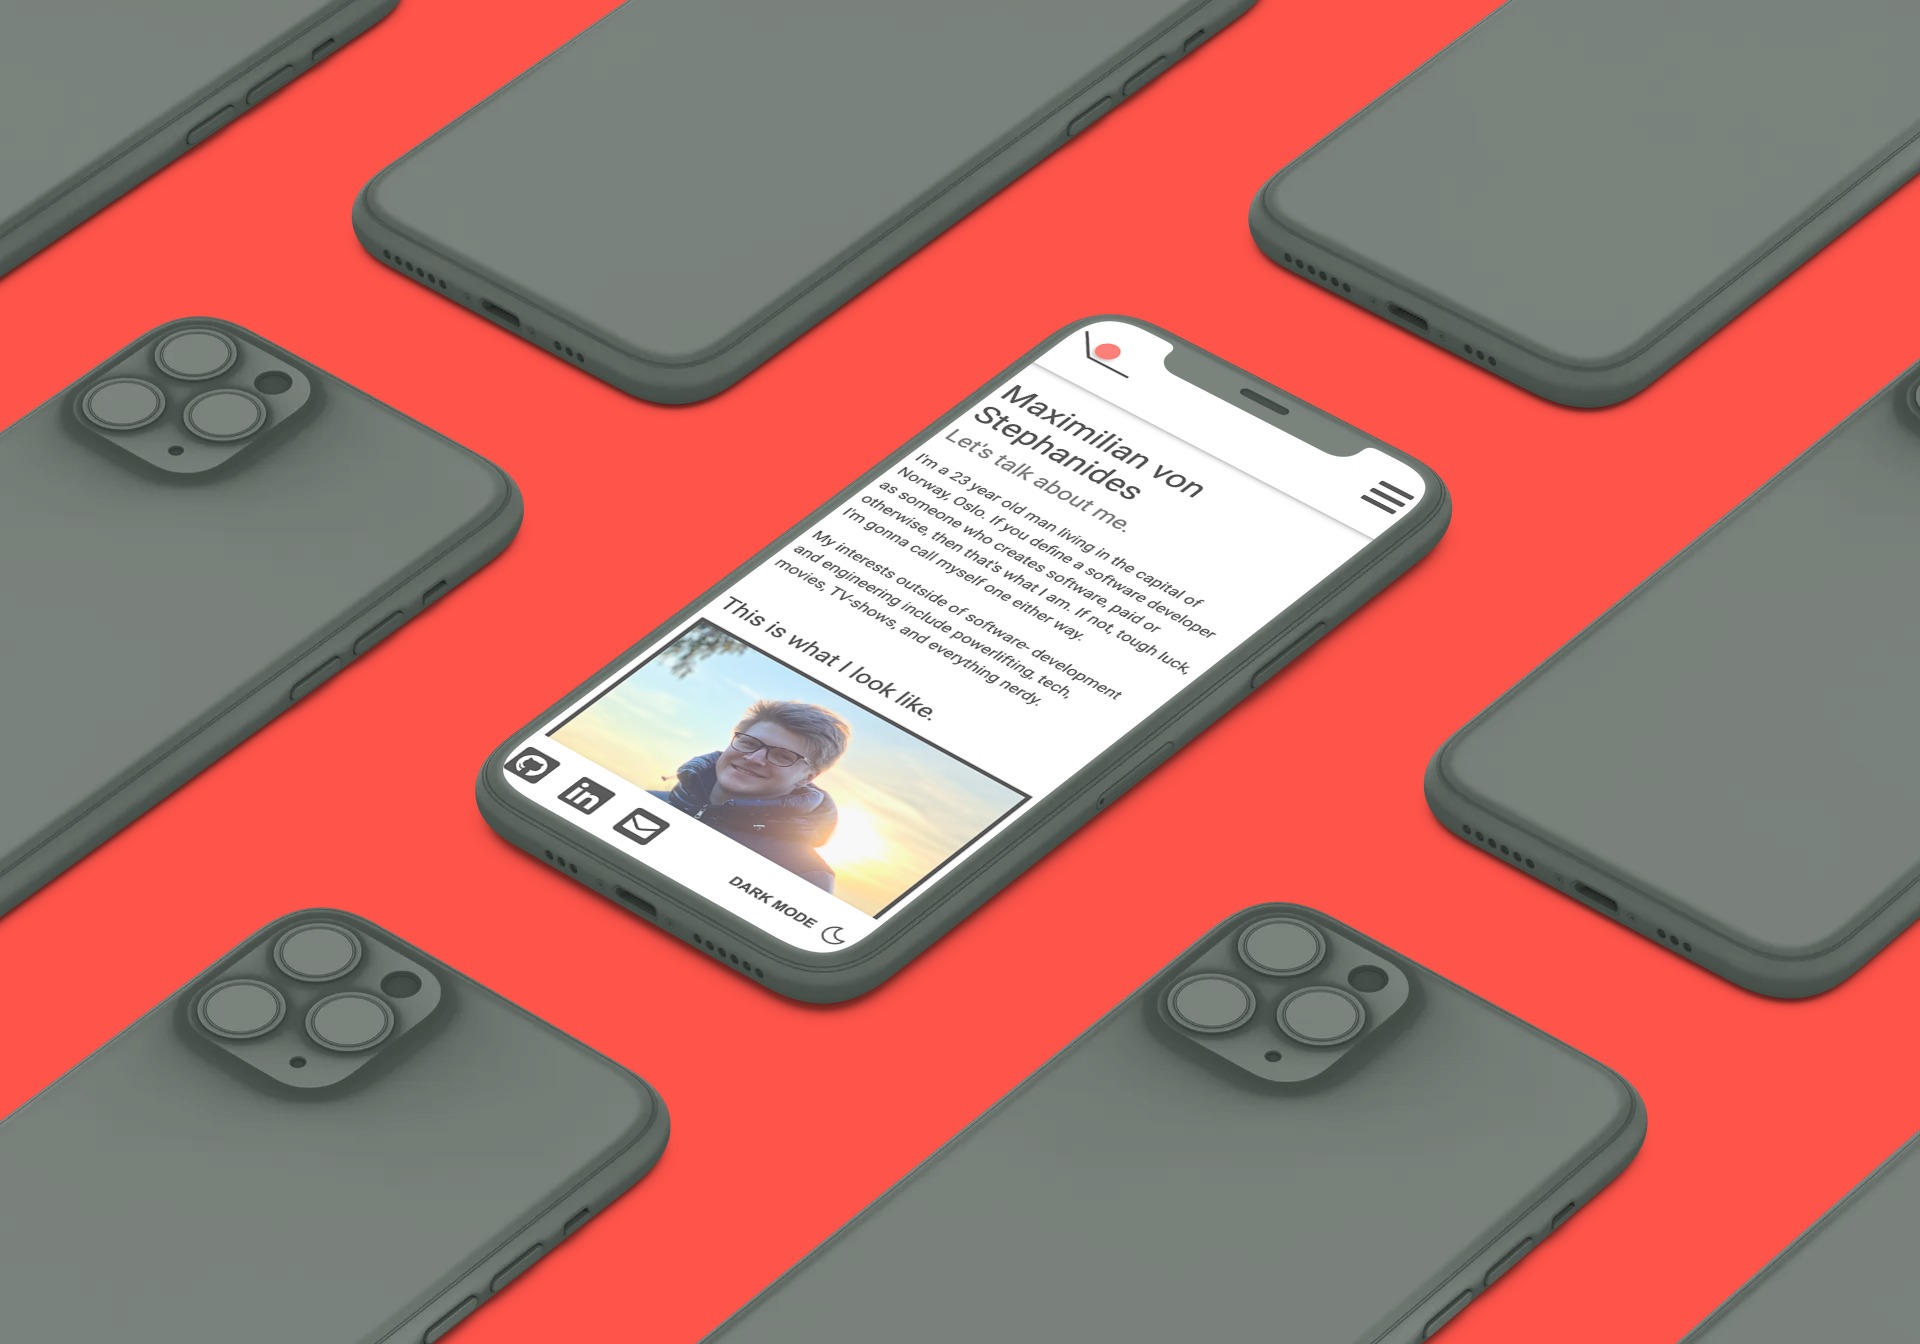 Maximilian von
Stephanides
Let's talk about me.
I'm a 23 year old man living in the capital of
Norway, Oslo. If you define a software developer
as someone who creates software, paid or
otherwise, then that's what I am. If not, tough luck,
I'm gonna call myself one either way.
My interests outside of software- development
and engineering include powerlifting, tech,
movies, TV-shows, and everything nerdy.
This is what I look like.
in
DARK MODE